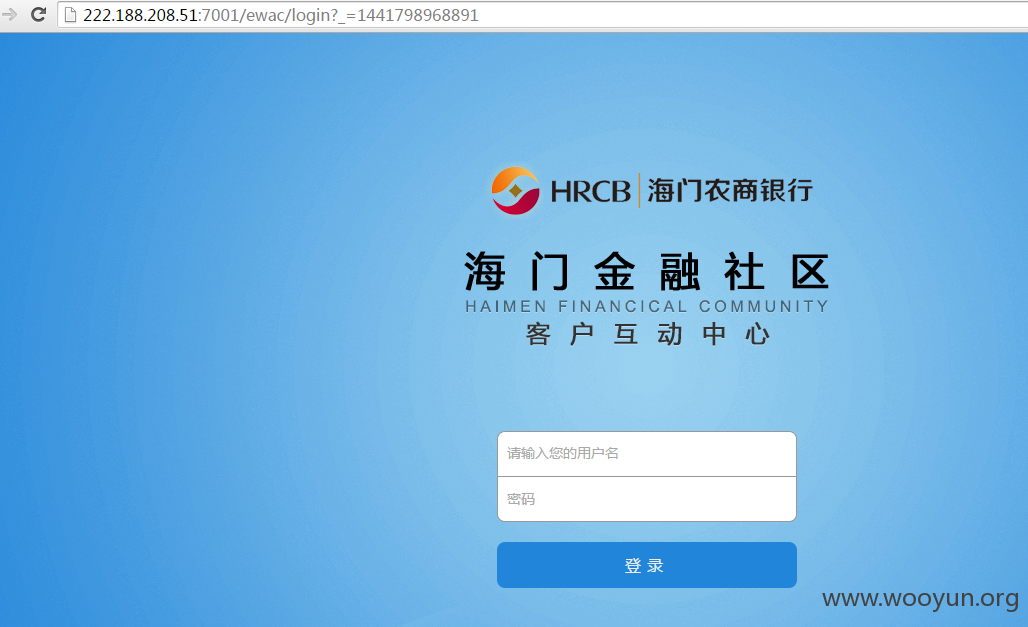 222.188.208.51:7001/ewac/login?_=1441798968891
HRCB 海门农商银行
海门金融社区
HAIMEN FINANCICAL COMMUNITY
客户互动中心
请输入您的用户名
密码
登 录
www.wooyun.org